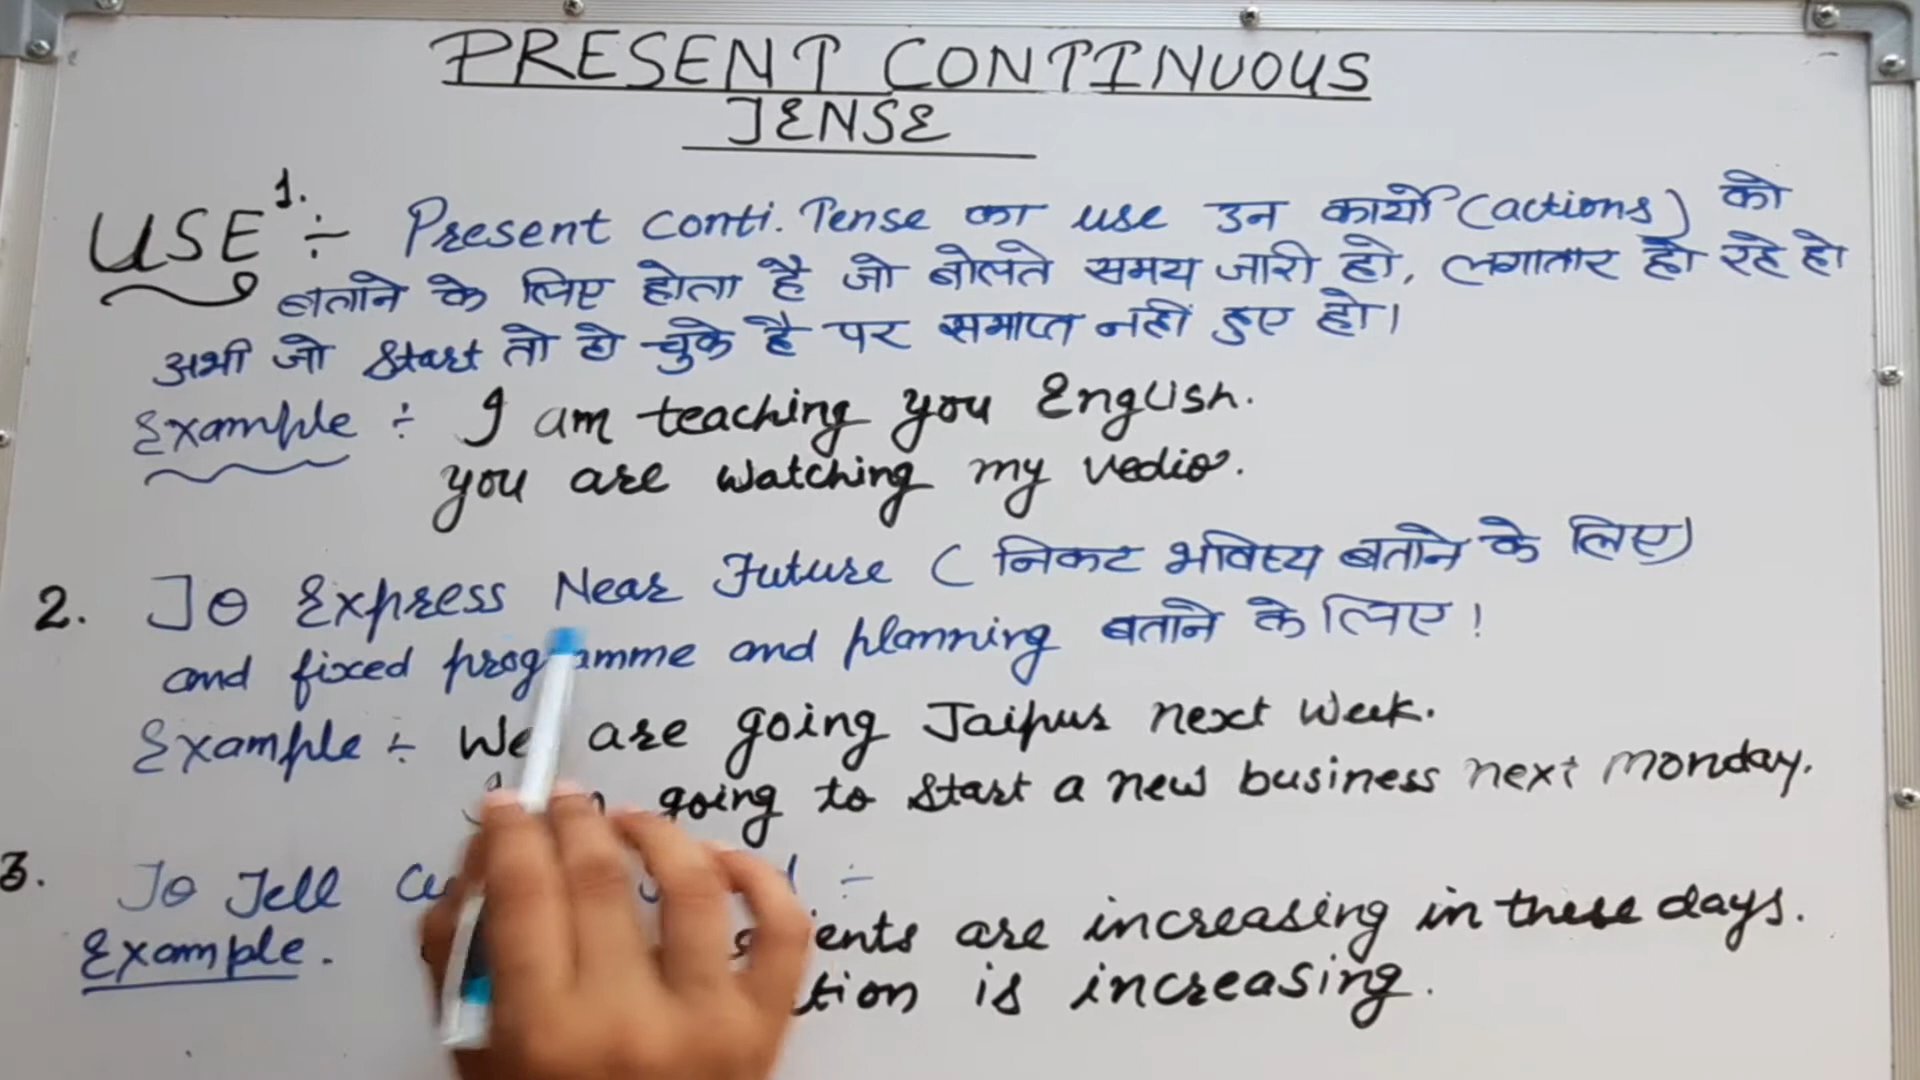 PRESENT CONTINUOUS
TENSE
USE 1. ÷ Present conti. Tense का use उन कार्यों (actions) को
बताने के लिए होता है जो बोलते समय जारी हो, लगातार हो रहे हो
अभी जो start तो हो चुके है पर समाप्त नहीं हुए हो।
Example ÷ I am teaching you English.
you are watching my vedio.
2. To Express Near Future ( निकट भविष्य बताने के लिए)
and fixed programme and planning बताने के लिए!
Example ÷ We are going Jaipur next week.
going to start a new business next monday.
3. To Tell ÷
Example. are increasing in these days.
is increasing.